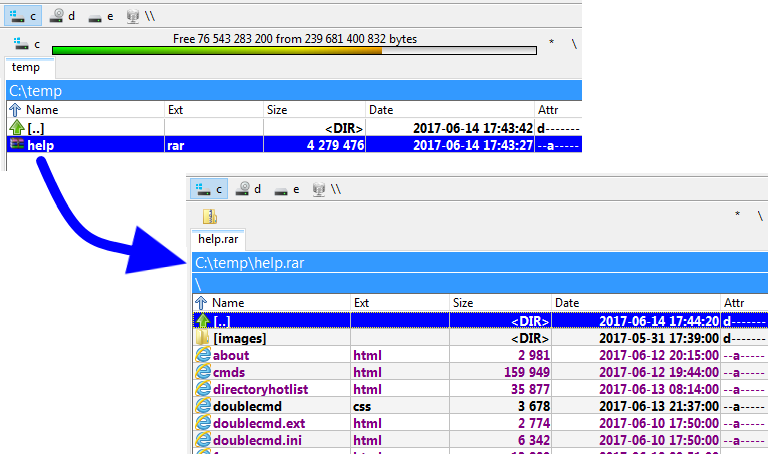 c d e \\
c Free 76 543 283 200 from 239 681 400 832 bytes * \
temp
C:\temp
Name Ext Size Date Attr
[..] <DIR> 2017-06-14 17:43:42 d-------
help rar 4 279 476 2017-06-14 17:43:27 --a-----
c d e \\
* \
help.rar
C:\temp\help.rar
\
Name Ext Size Date Attr
[..] <DIR> 2017-06-14 17:44:20 d-------
[images] <DIR> 2017-05-31 17:39:00 d-------
about html 2 981 2017-06-12 20:15:00 --a-----
cmds html 159 949 2017-06-12 19:44:00 --a-----
directoryhotlist html 35 877 2017-06-13 08:14:00 --a-----
doublecmd css 3 678 2017-06-13 21:37:00 --a-----
doublecmd.ext html 2 774 2017-06-10 17:50:00 --a-----
doublecmd.ini html 6 342 2017-06-10 17:50:00 --a-----